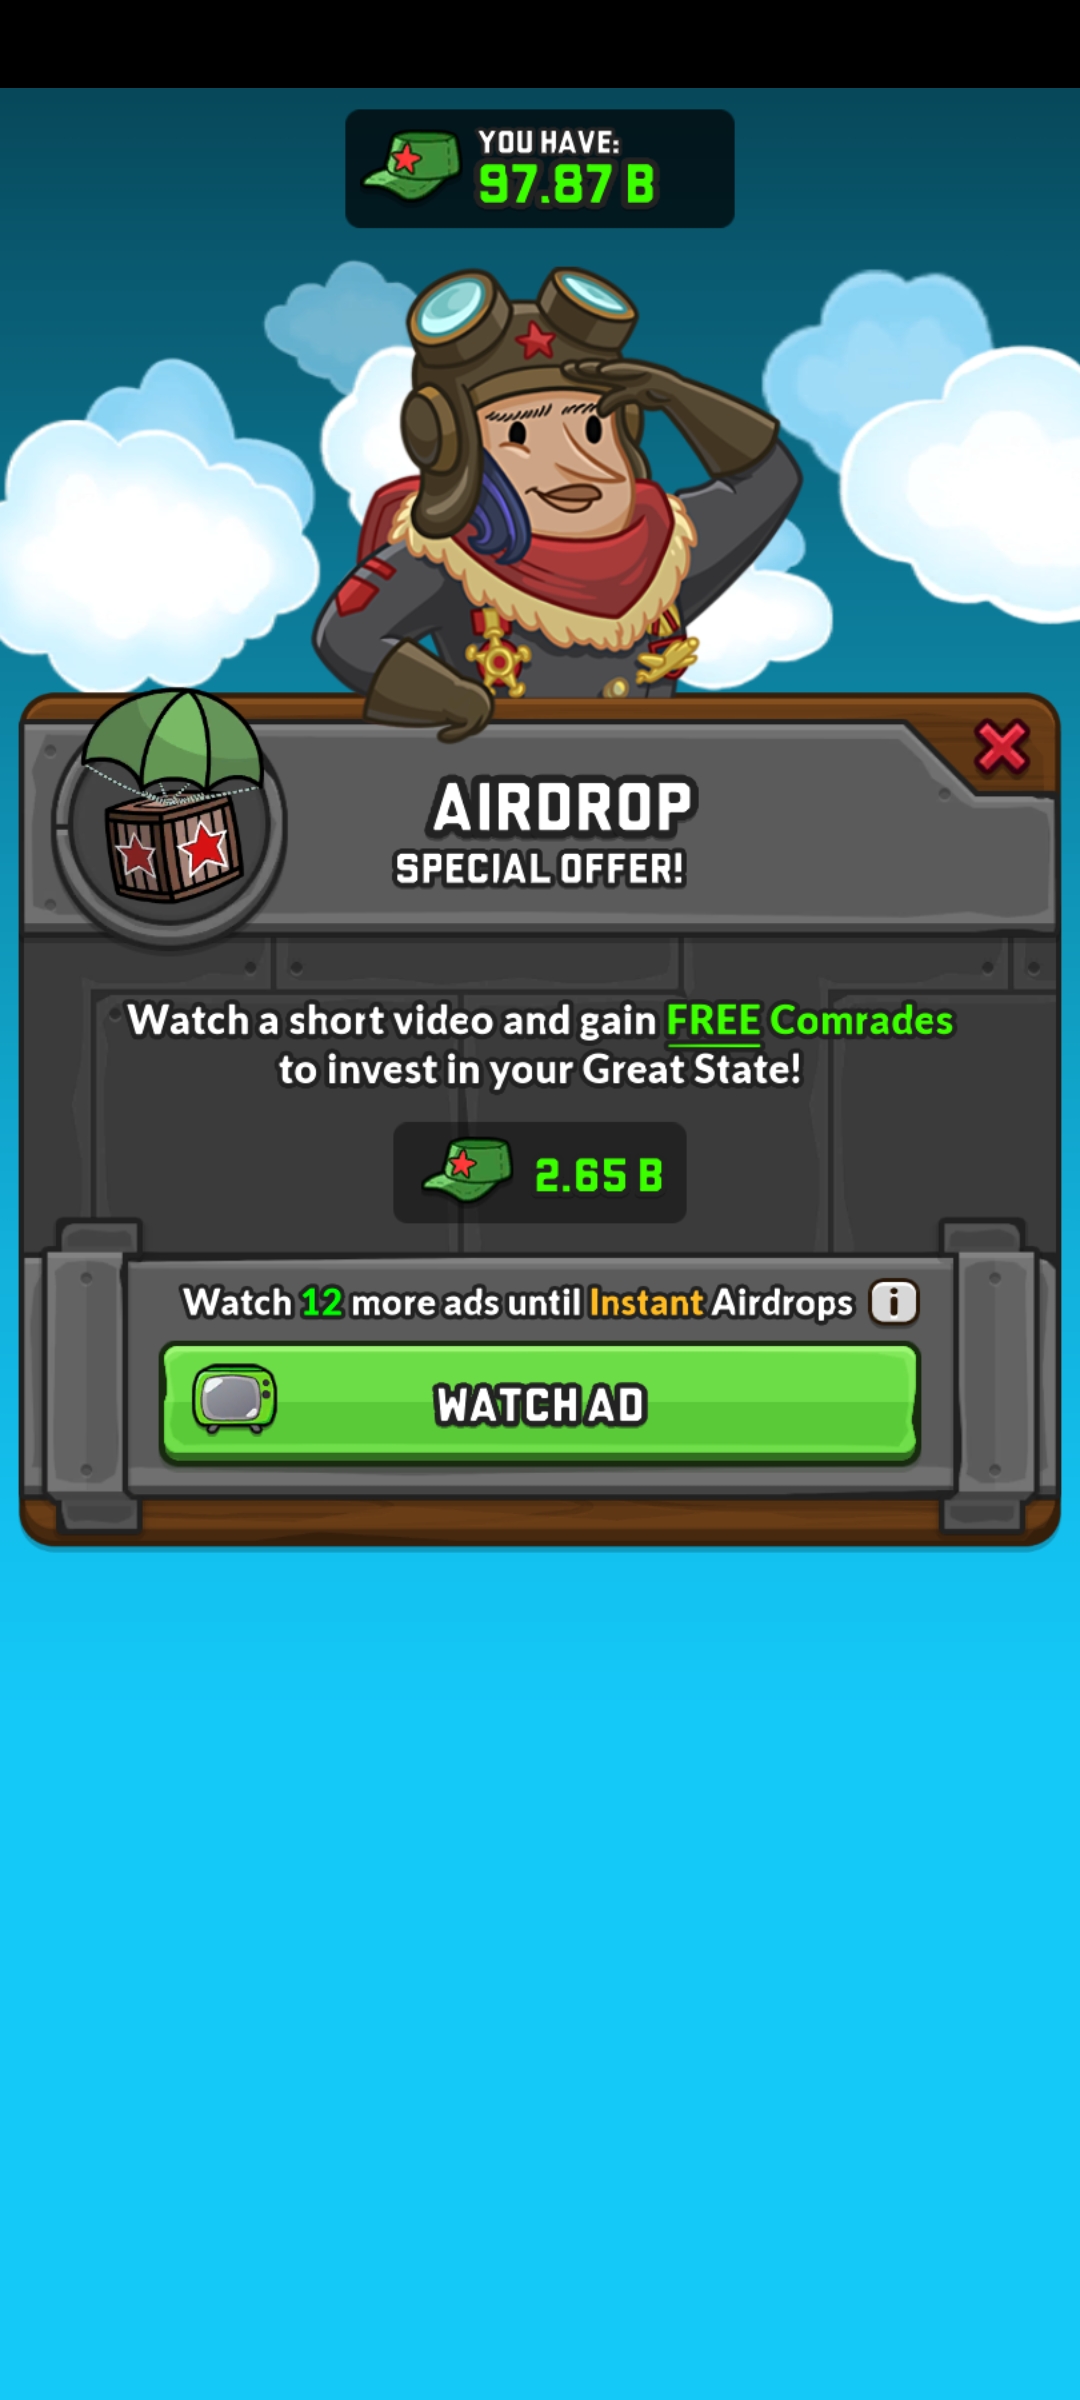 YOU HAVE:
97.87 B
AIRDROP
SPECIAL OFFER!
Watch a short video and gain FREE Comrades
to invest in your Great State!
2.65 B
Watch 12 more ads until Instant Airdrops i
WATCH AD